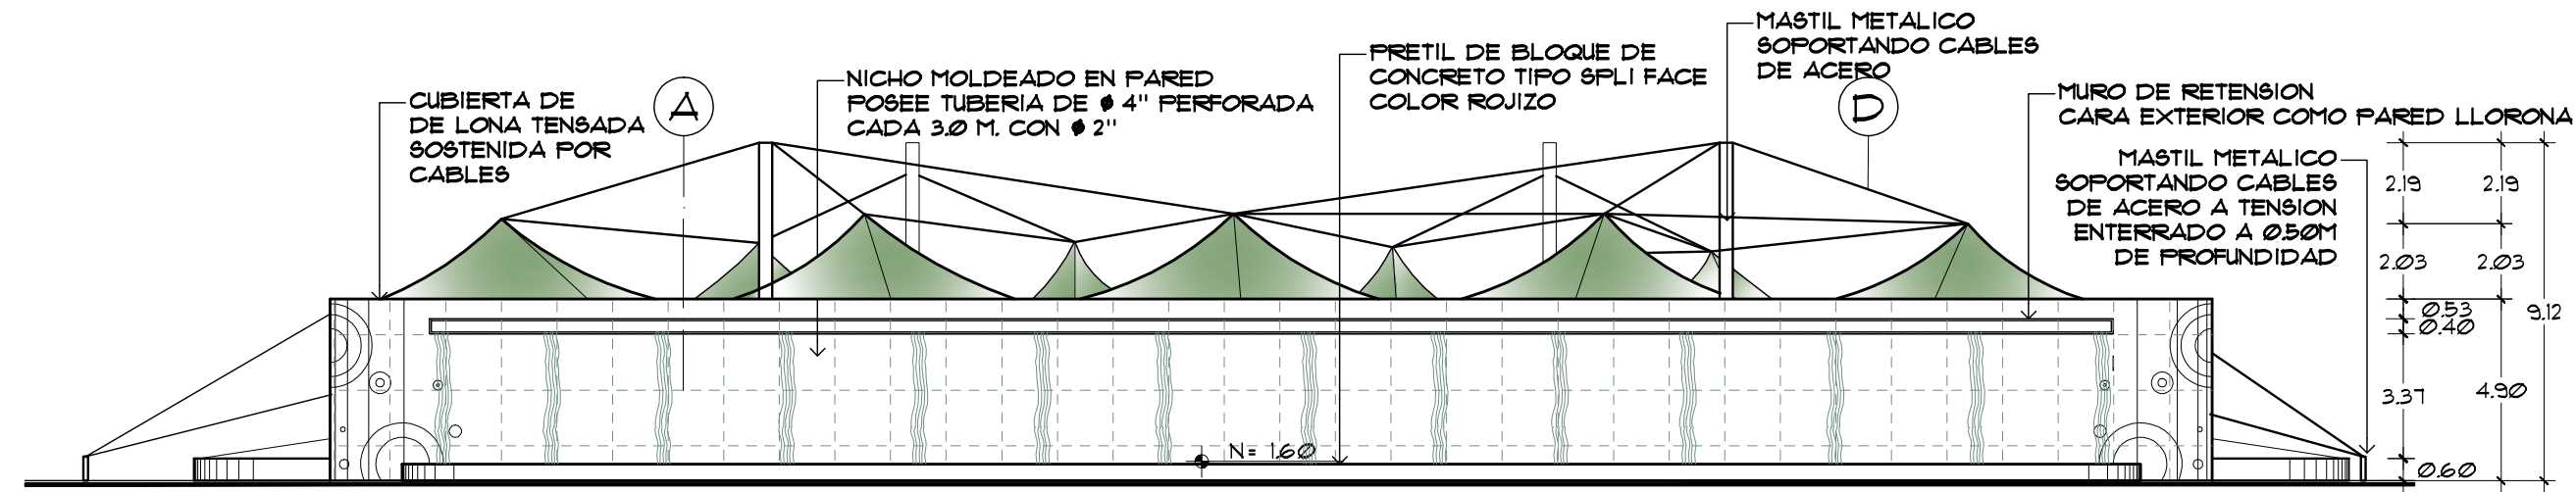 CUBIERTA DE
DE LONA TENSADA
SOSTENIDA POR
CABLES
A
NICHO MOLDEADO EN PARED
POSEE TUBERIA DE ø 4" PERFORADA
CADA 3.0 M. CON ø 2"
PRETIL DE BLOQUE DE
CONCRETO TIPO SPLI FACE
COLOR ROJIZO
MASTIL METALICO
SOPORTANDO CABLES
DE ACERO
D
MURO DE RETENSION
CARA EXTERIOR COMO PARED LLORONA
MASTIL METALICO
SOPORTANDO CABLES
DE ACERO A TENSION
ENTERRADO A 0.50M
DE PROFUNDIDAD
2.19
2.19
2.03
2.03
0.53
0.40
9.12
3.37
4.90
0.60
N= 1.60